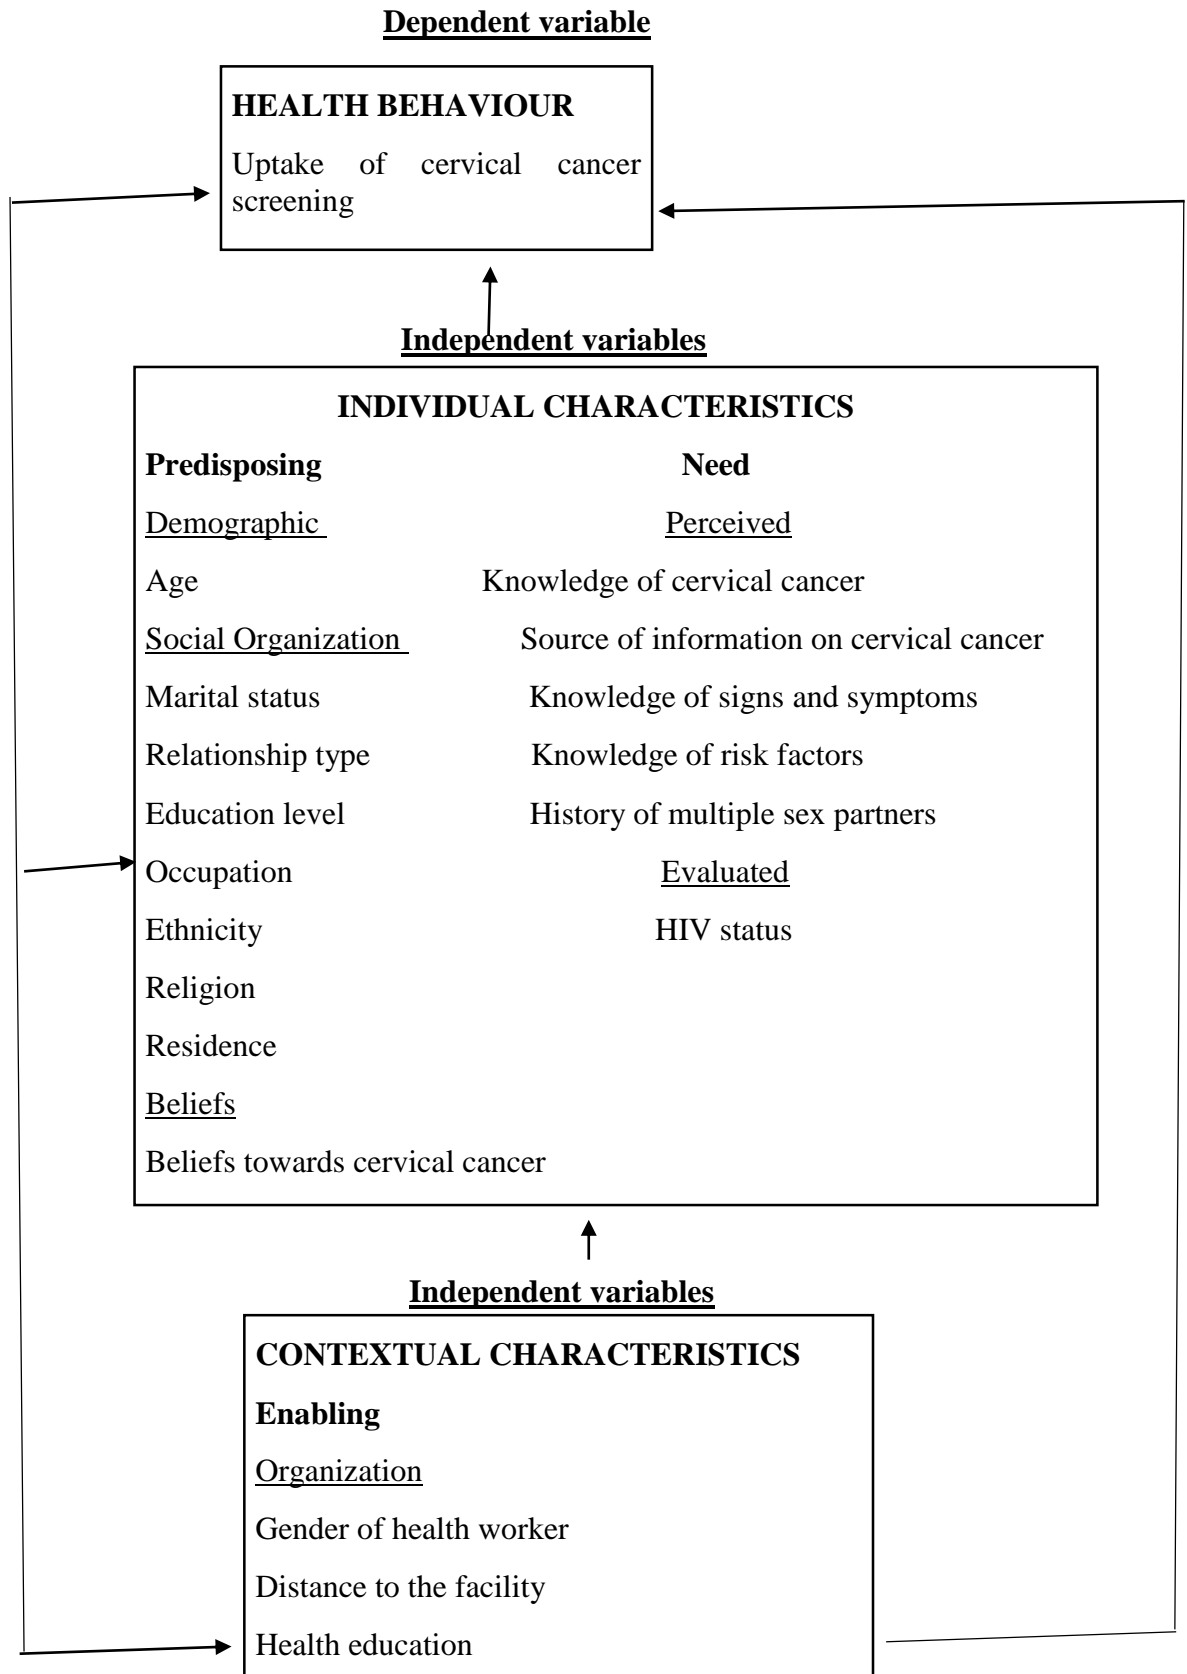 Dependent variable
HEALTH BEHAVIOUR
Uptake of cervical cancer
screening
Independent variables
INDIVIDUAL CHARACTERISTICS
Predisposing Need
Demographic Perceived
Age Knowledge of cervical cancer
Social Organization Source of information on cervical cancer
Marital status Knowledge of signs and symptoms
Relationship type Knowledge of risk factors
Education level History of multiple sex partners
Occupation Evaluated
Ethnicity HIV status
Religion
Residence
Beliefs
Beliefs towards cervical cancer
Independent variables
CONTEXTUAL CHARACTERISTICS
Enabling
Organization
Gender of health worker
Distance to the facility
Health education